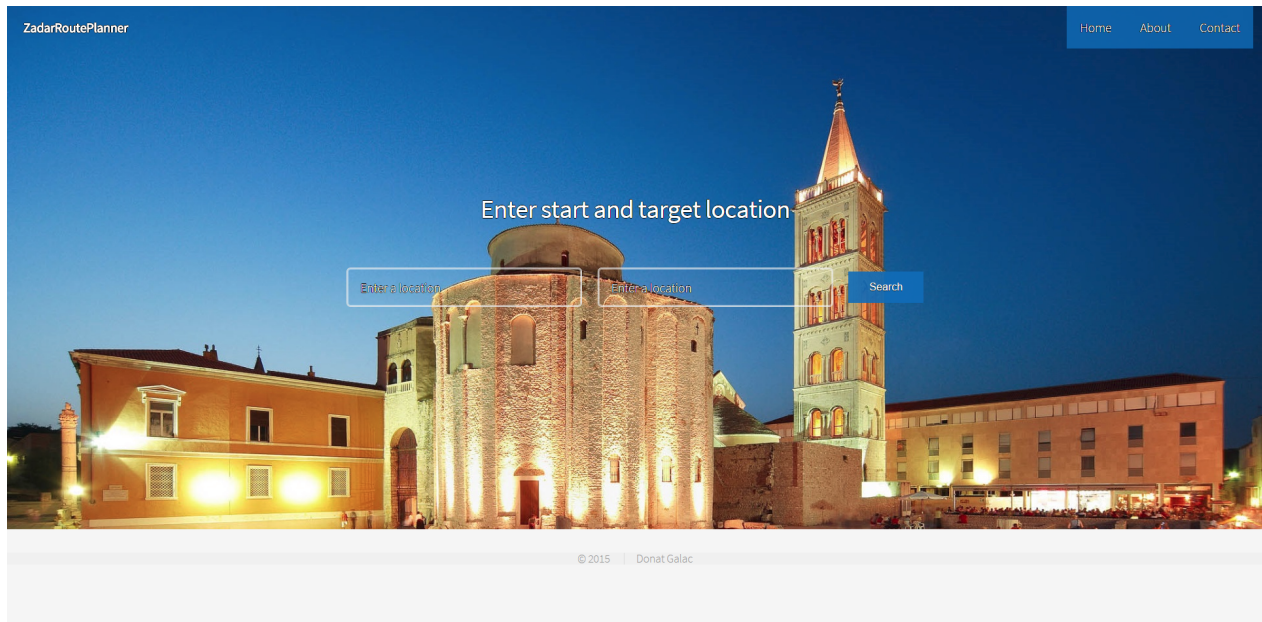 ZadarRoutePlanner
Home About Contact
Enter start and target location
Enter a location Enter a location Search
© 2015 Donat Galac